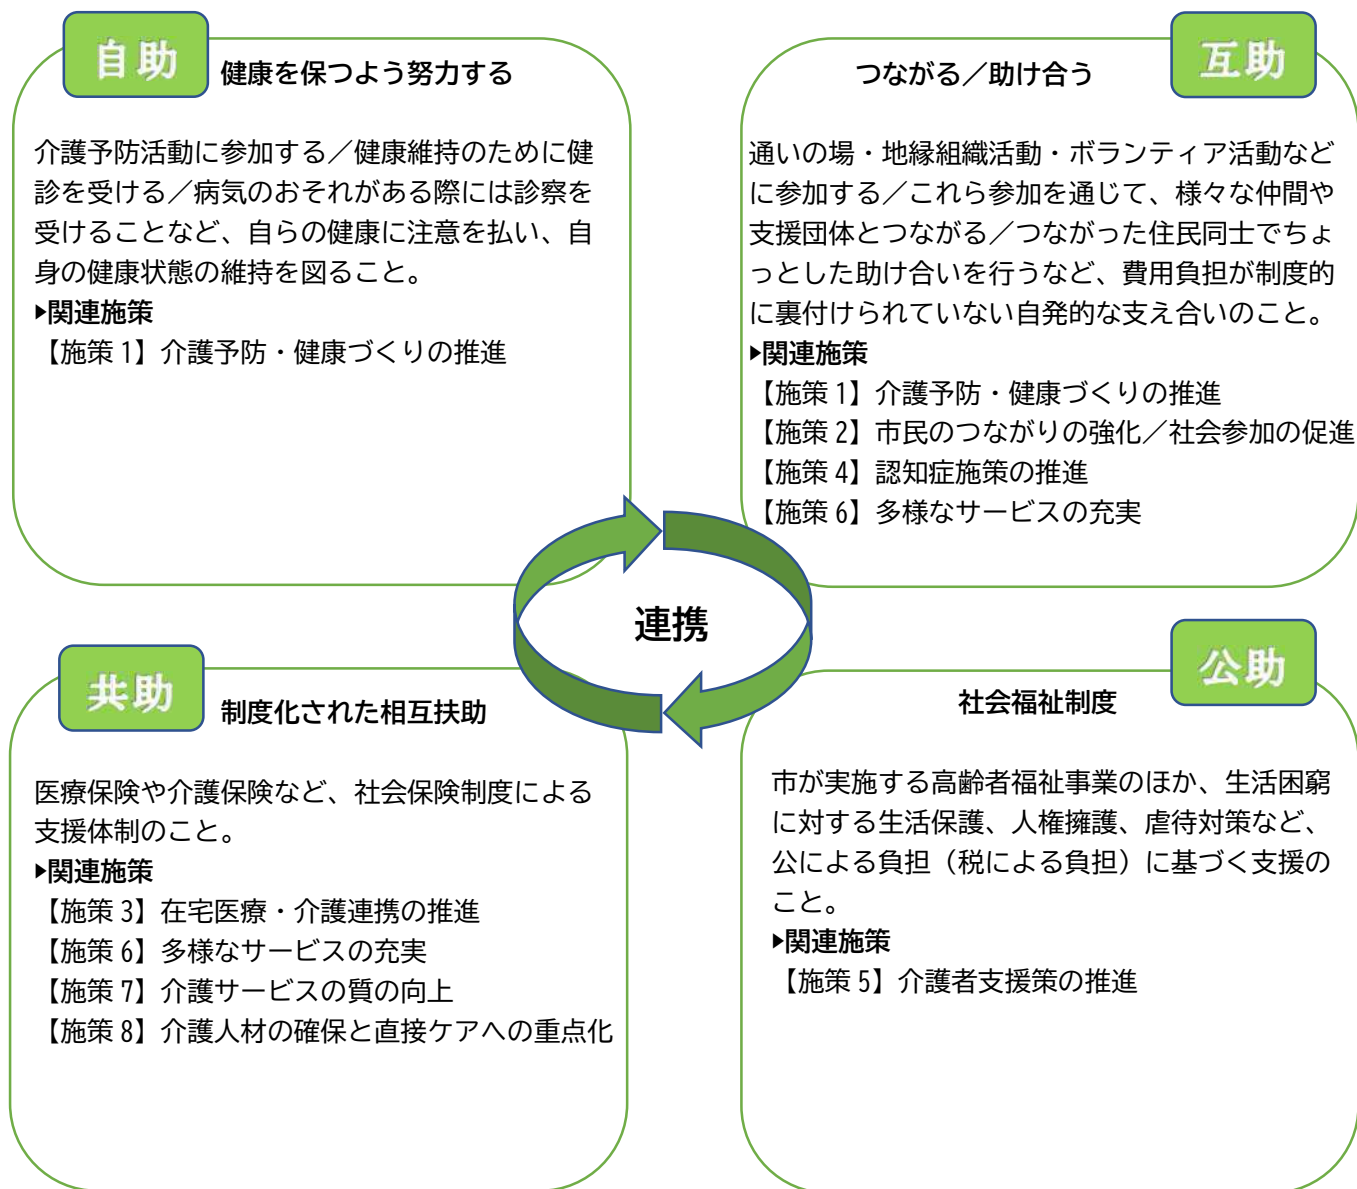 自助
健康を保つよう努力する
介護予防活動に参加する／健康維持のために健
診を受ける／病気のおそれがある際には診察を
受けることなど、自らの健康に注意を払い、自
身の健康状態の維持を図ること。
▶関連施策
【施策 1】介護予防・健康づくりの推進
つながる／助け合う
互助
通いの場・地縁組織活動・ボランティア活動など
に参加する／これら参加を通じて、様々な仲間や
支援団体とつながる／つながった住民同士でちょ
っとした助け合いを行うなど、費用負担が制度的
に裏付けられていない自発的な支え合いのこと。
▶関連施策
【施策 1】介護予防・健康づくりの推進
【施策 2】市民のつながりの強化／社会参加の促進
【施策 4】認知症施策の推進
【施策 6】多様なサービスの充実
連携
共助
制度化された相互扶助
医療保険や介護保険など、社会保険制度による
支援体制のこと。
▶関連施策
【施策 3】在宅医療・介護連携の推進
【施策 6】多様なサービスの充実
【施策 7】介護サービスの質の向上
【施策 8】介護人材の確保と直接ケアへの重点化
社会福祉制度
公助
市が実施する高齢者福祉事業のほか、生活困窮
に対する生活保護、人権擁護、虐待対策など、
公による負担（税による負担）に基づく支援の
こと。
▶関連施策
【施策 5】介護者支援策の推進